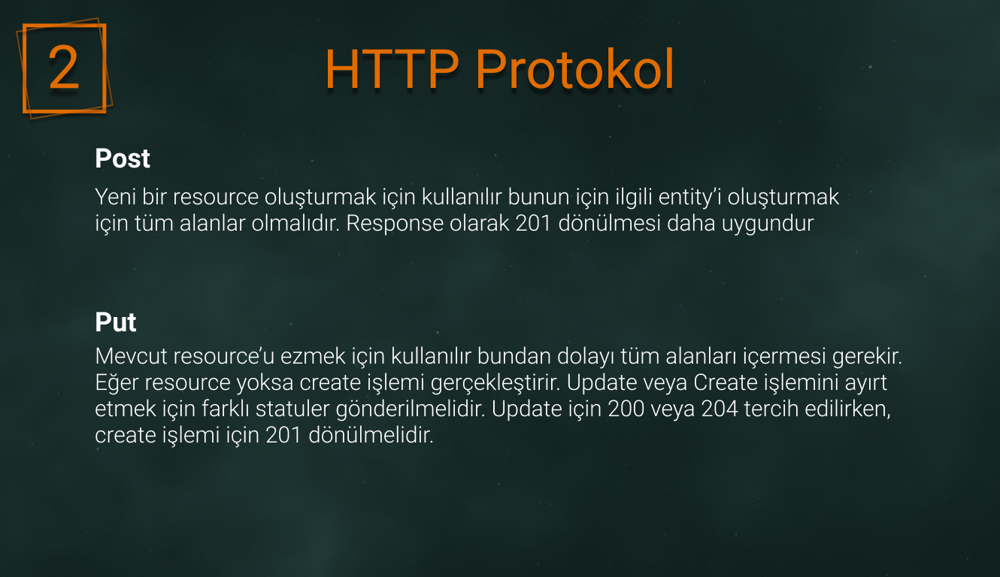 2
HTTP Protokol
Post
Yeni bir resource oluşturmak için kullanılır bunun için ilgili entity’i oluşturmak
için tüm alanlar olmalıdır. Response olarak 201 dönülmesi daha uygundur
Put
Mevcut resource’u ezmek için kullanılır bundan dolayı tüm alanları içermesi gerekir.
Eğer resource yoksa create işlemi gerçekleştirir. Update veya Create işlemini ayırt
etmek için farklı statuler gönderilmelidir. Update için 200 veya 204 tercih edilirken,
create işlemi için 201 dönülmelidir.